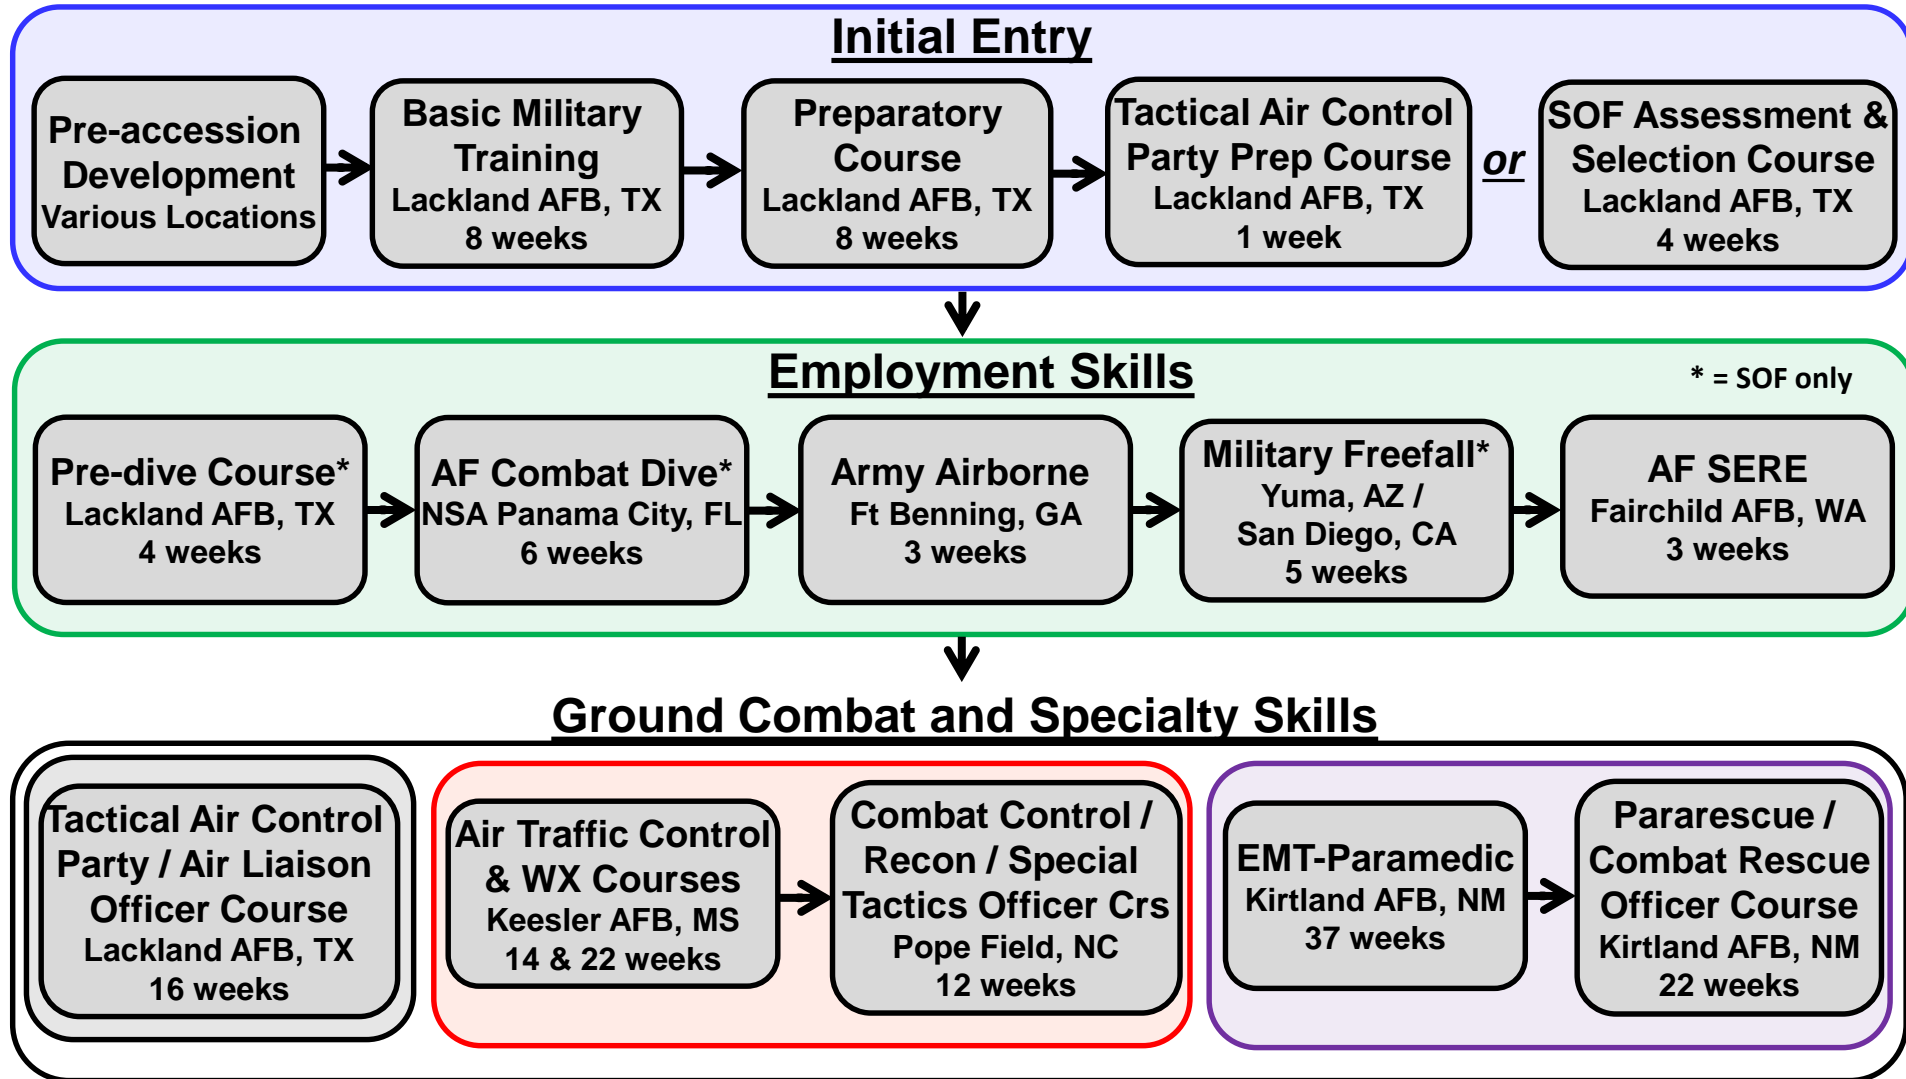 Initial Entry
Pre-accession
Development
Various Locations
Basic Military
Training
Lackland AFB, TX
8 weeks
Preparatory
Course
Lackland AFB, TX
8 weeks
Tactical Air Control
Party Prep Course
Lackland AFB, TX
1 week
or
SOF Assessment &
Selection Course
Lackland AFB, TX
4 weeks
Employment Skills
* = SOF only
Pre-dive Course*
Lackland AFB, TX
4 weeks
AF Combat Dive*
NSA Panama City, FL
6 weeks
Army Airborne
Ft Benning, GA
3 weeks
Military Freefall*
Yuma, AZ /
San Diego, CA
5 weeks
AF SERE
Fairchild AFB, WA
3 weeks
Ground Combat and Specialty Skills
Tactical Air Control
Party / Air Liaison
Officer Course
Lackland AFB, TX
16 weeks
Air Traffic Control
& WX Courses
Keesler AFB, MS
14 & 22 weeks
Combat Control /
Recon / Special
Tactics Officer Crs
Pope Field, NC
12 weeks
EMT-Paramedic
Kirtland AFB, NM
37 weeks
Pararescue /
Combat Rescue
Officer Course
Kirtland AFB, NM
22 weeks